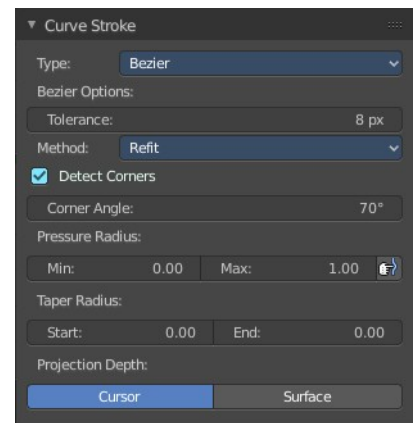 Curve Stroke
Type: Bezier
Bezier Options:
Tolerance: 8 px
Method: Refit
Detect Corners
Corner Angle: 70°
Pressure Radius:
Min: 0.00 Max: 1.00
Taper Radius:
Start: 0.00 End: 0.00
Projection Depth:
Cursor Surface